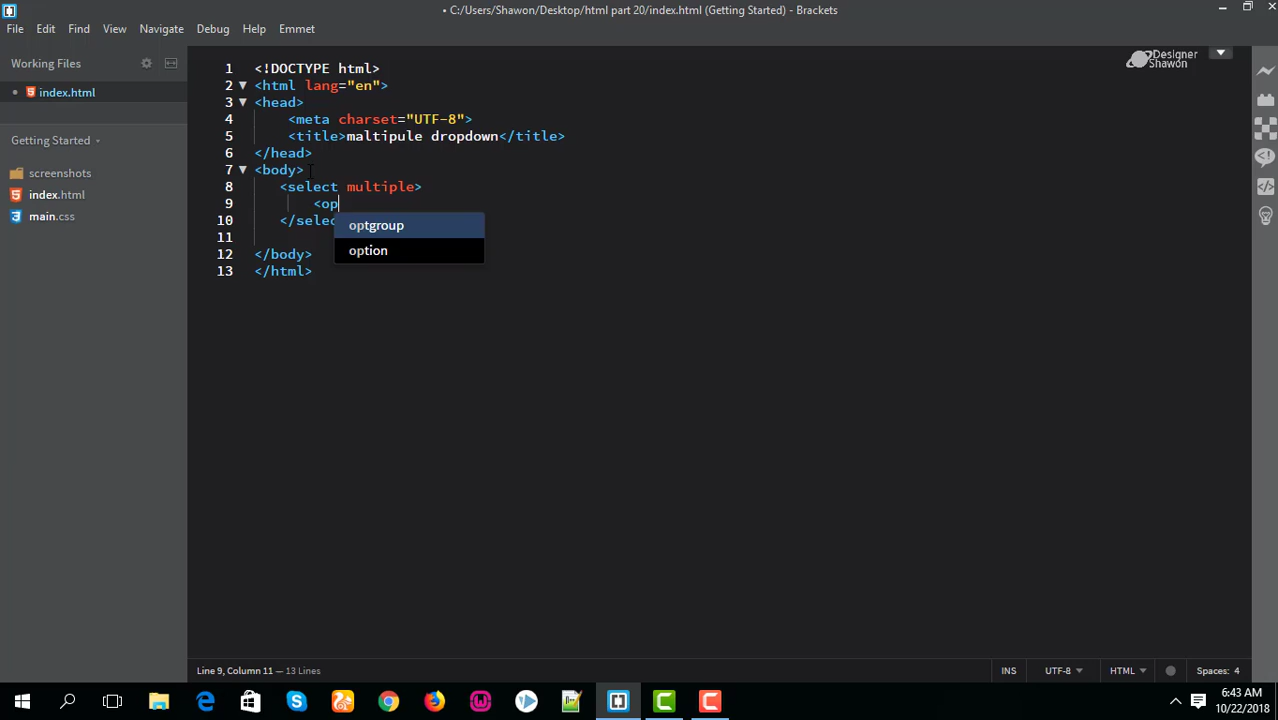 • C:/Users/Shawon/Desktop/html part 20/index.html (Getting Started) - Brackets
File Edit Find View Navigate Debug Help Emmet
Working Files
• index.html
Getting Started
screenshots
index.html
main.css
Designer
Shawon
1 <!DOCTYPE html>
2 <html lang="en">
3 <head>
4 <meta charset="UTF-8">
5 <title>maltipule dropdown</title>
6 </head>
7 <body>
8 <select multiple>
9 <op
10 </selec
optgroup
option
11
12 </body>
13 </html>
Line 9, Column 11 — 13 Lines
INS UTF-8 HTML Spaces: 4
6:43 AM
10/22/2018